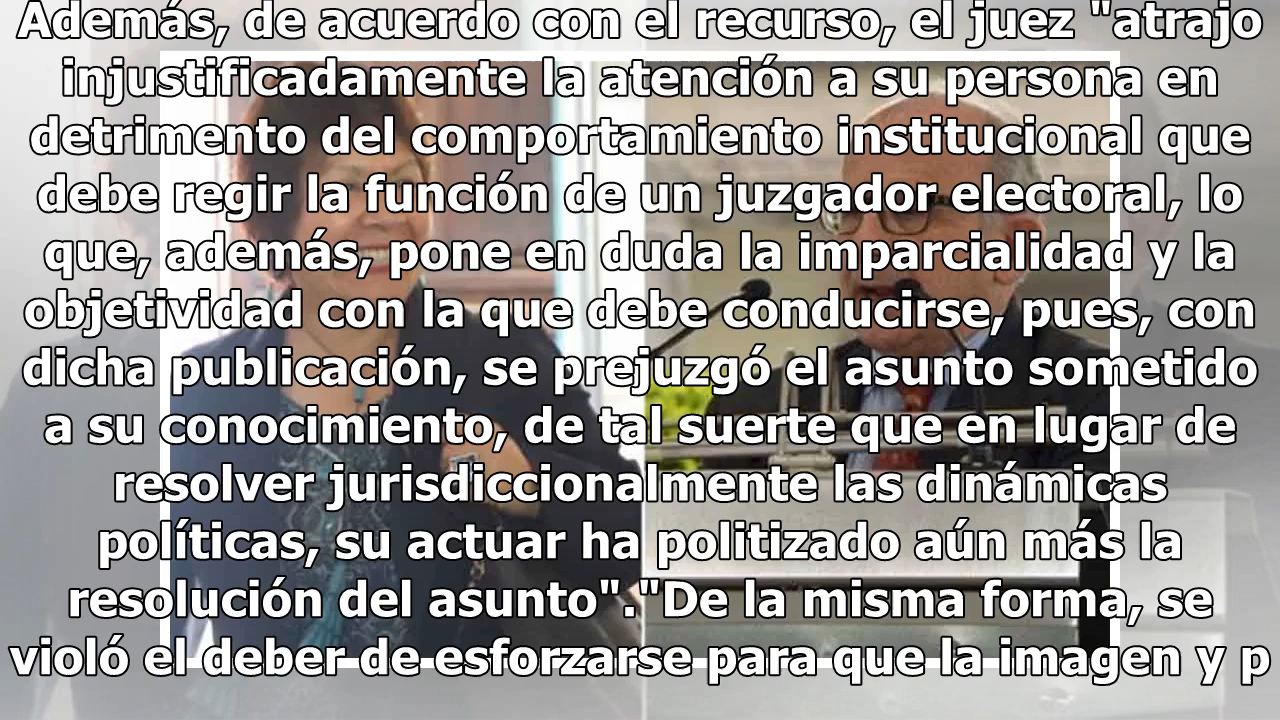 Además, de acuerdo con el recurso, el juez "atrajo
injustificadamente la atención a su persona en
detrimento del comportamiento institucional que
debe regir la función de un juzgador electoral, lo
que, además, pone en duda la imparcialidad y la
objetividad con la que debe conducirse, pues, con
dicha publicación, se prejuzgó el asunto sometido
a su conocimiento, de tal suerte que en lugar de
resolver jurisdiccionalmente las dinámicas
políticas, su actuar ha politizado aún más la
resolución del asunto"."De la misma forma, se
violó el deber de esforzarse para que la imagen y p